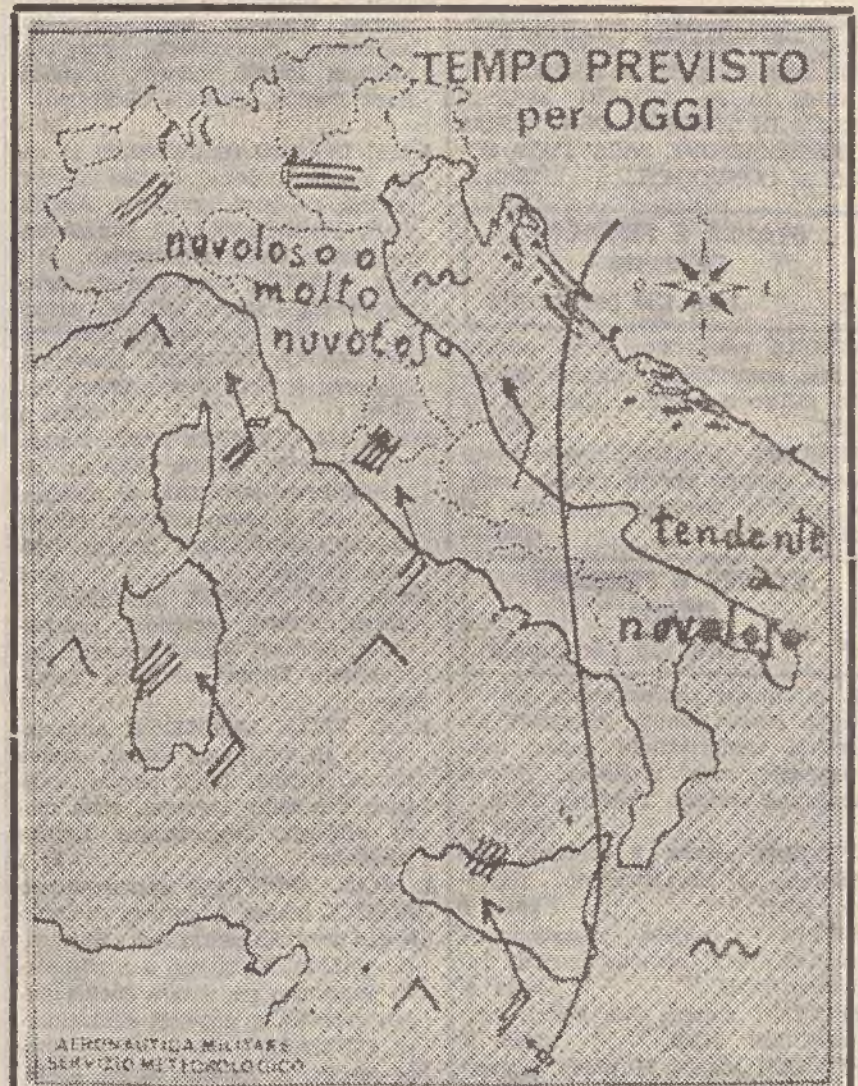 TEMPO PREVISTO
per OGGI
nuvoloso o
molto
nuvoloso
N
O E
S
tendente
a
nuvoloso
AERONAUTICA MILITARE
SERVIZIO METEOROLOGICO